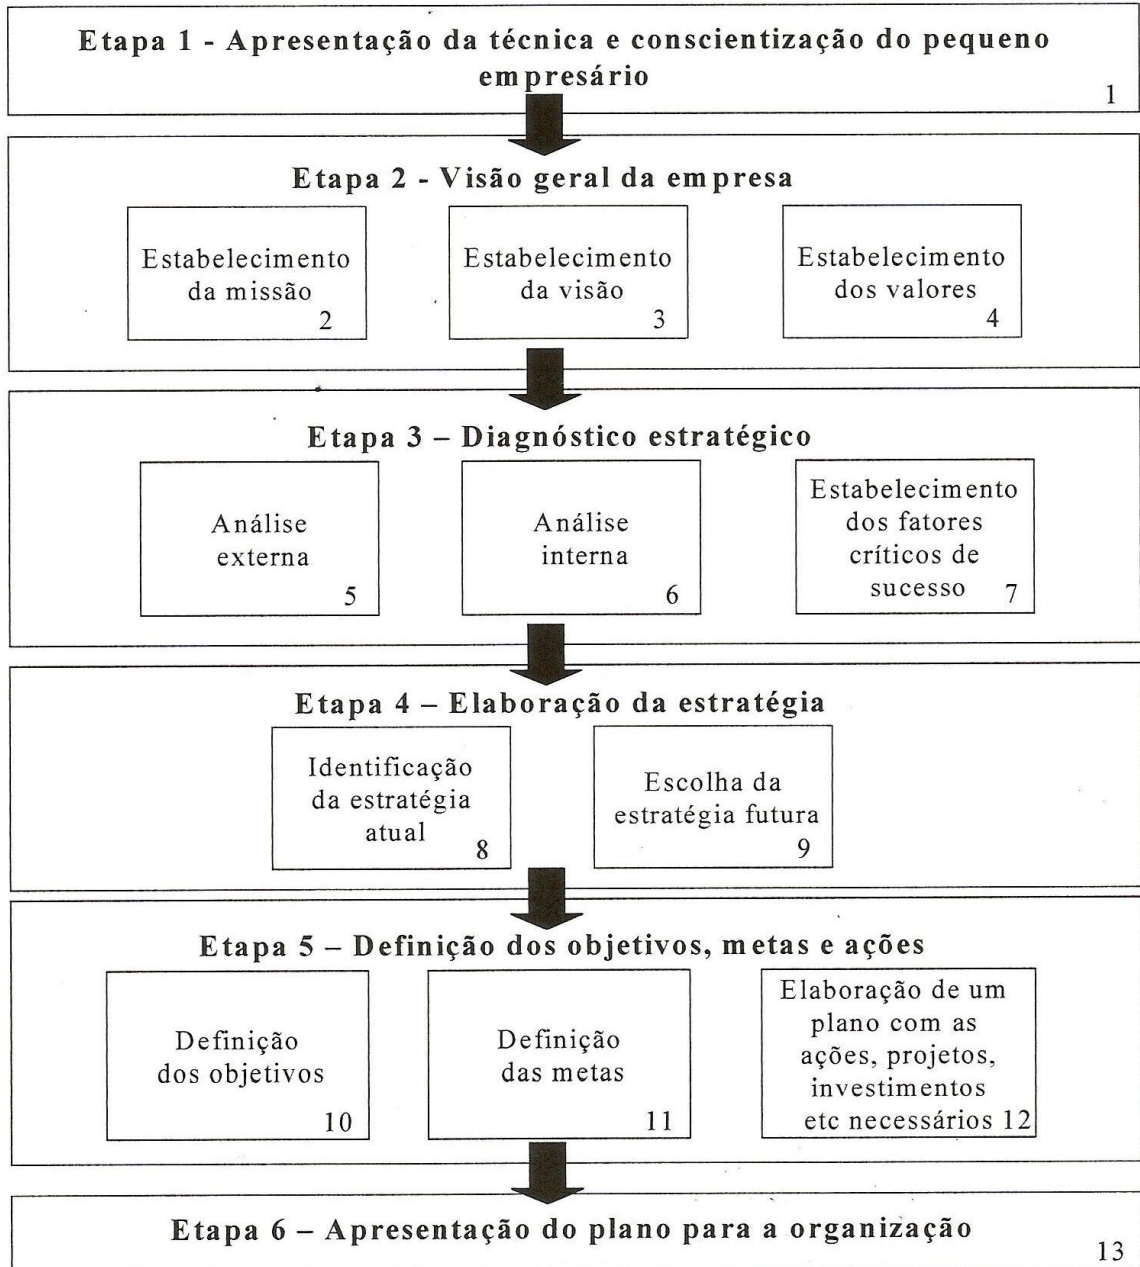 Etapa 1 - Apresentação da técnica e conscientização do pequeno
empresário
1
Etapa 2 - Visão geral da empresa
Estabelecimento
da missão
2
Estabelecimento
da visão
3
Estabelecimento
dos valores
4
Etapa 3 – Diagnóstico estratégico
Análise
externa
5
Análise
interna
6
Estabelecimento
dos fatores
críticos de
sucesso 7
Etapa 4 – Elaboração da estratégia
Identificação
da estratégia
atual
8
Escolha da
estratégia futura
9
Etapa 5 – Definição dos objetivos, metas e ações
Definição
dos objetivos
10
Definição
das metas
11
Elaboração de um
plano com as
ações, projetos,
investimentos
etc necessários 12
Etapa 6 – Apresentação do plano para a organização
13